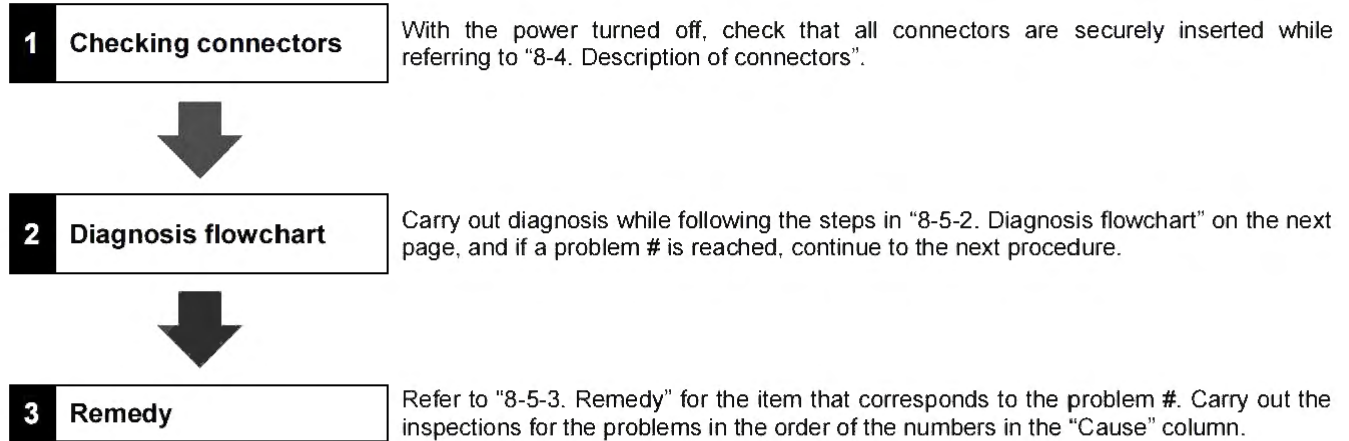 1 Checking connectors
With the power turned off, check that all connectors are securely inserted while
referring to “8-4. Description of connectors”.
2 Diagnosis flowchart
Carry out diagnosis while following the steps in “8-5-2. Diagnosis flowchart” on the next
page, and if a problem # is reached, continue to the next procedure.
3 Remedy
Refer to “8-5-3. Remedy” for the item that corresponds to the problem #. Carry out the
inspections for the problems in the order of the numbers in the “Cause” column.